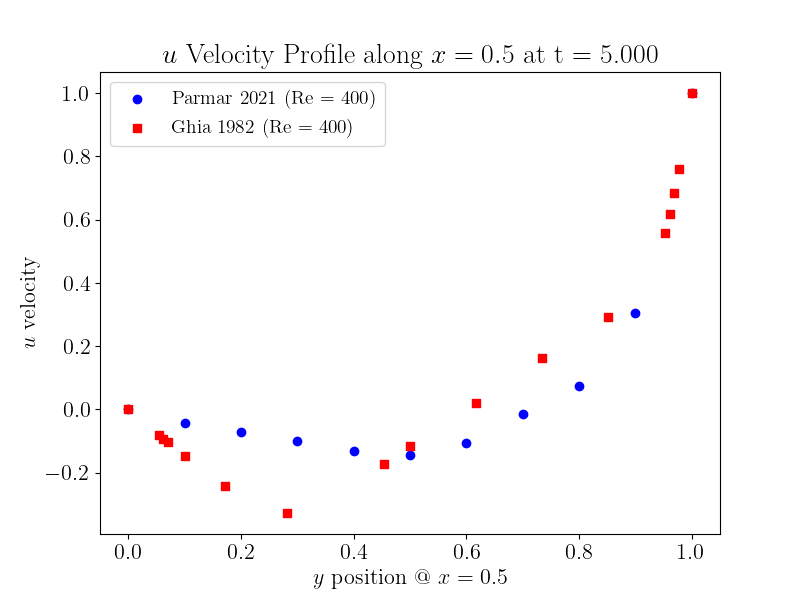 u Velocity Profile along x = 0.5 at t = 5.000
Parmar 2021 (Re = 400)
Ghia 1982 (Re = 400)
1.0
0.8
0.6
0.4
0.2
0.0
−0.2
u velocity
0.0 0.2 0.4 0.6 0.8 1.0
y position @ x = 0.5